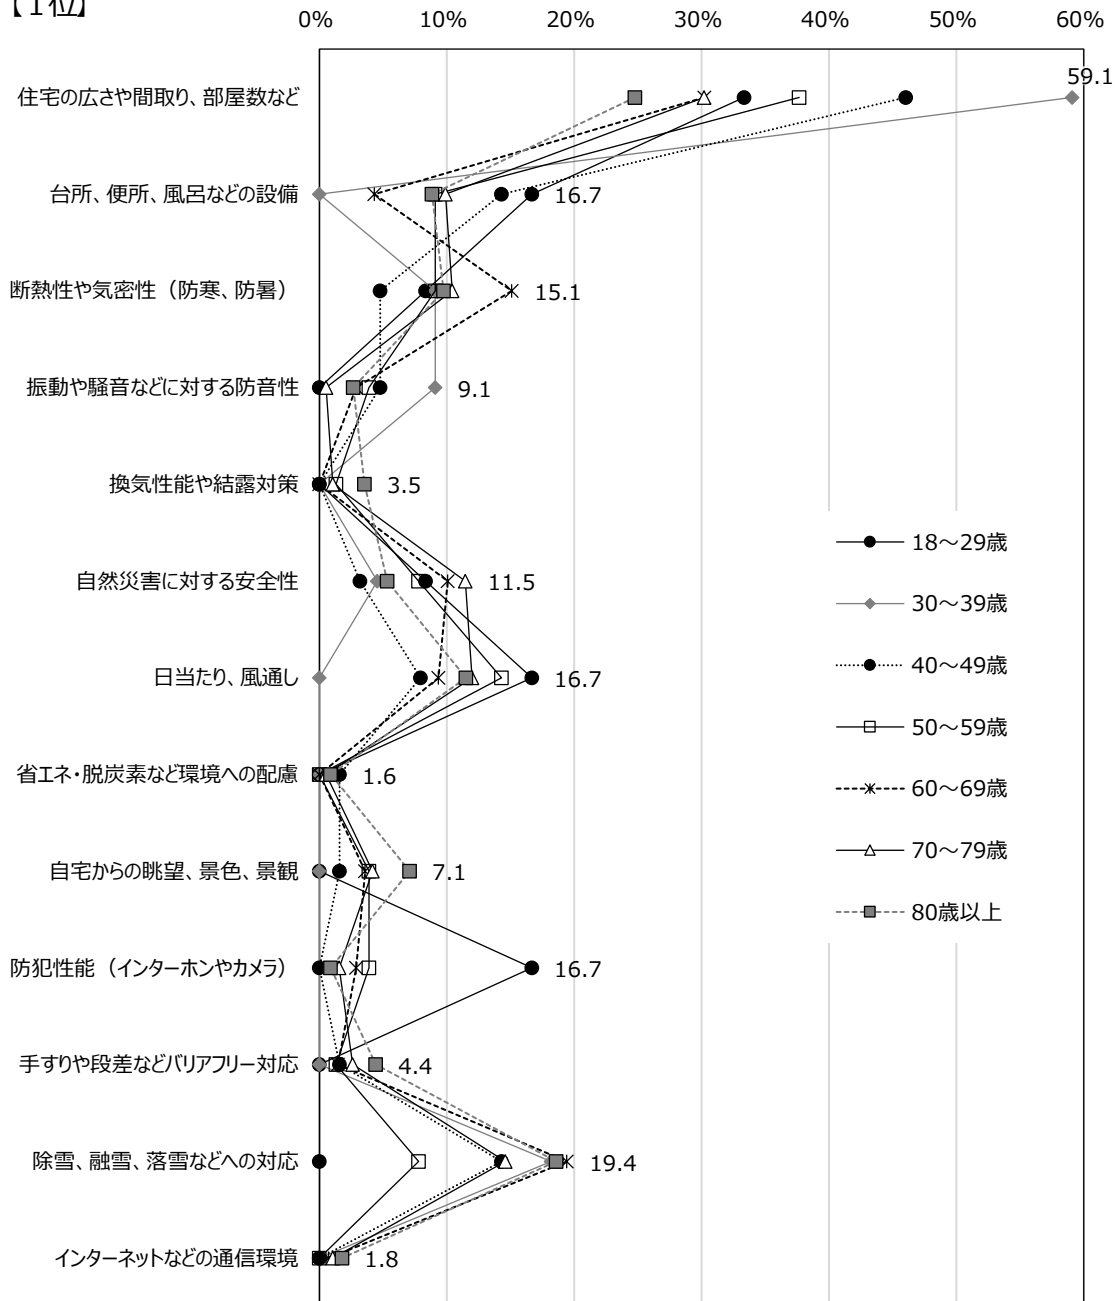 【1位】
0% 10% 20% 30% 40% 50% 60%
住宅の広さや間取り、部屋数など 59.1
台所、便所、風呂などの設備 16.7
断熱性や気密性（防寒、防暑） 15.1
振動や騒音などに対する防音性 9.1
換気性能や結露対策 3.5
自然災害に対する安全性 11.5
日当たり、風通し 16.7
省エネ・脱炭素など環境への配慮 1.6
自宅からの眺望、景色、景観 7.1
防犯性能（インターホンやカメラ） 16.7
手すりや段差などバリアフリー対応 4.4
除雪、融雪、落雪などへの対応 19.4
インターネットなどの通信環境 1.8
18～29歳
30～39歳
40～49歳
50～59歳
60～69歳
70～79歳
80歳以上